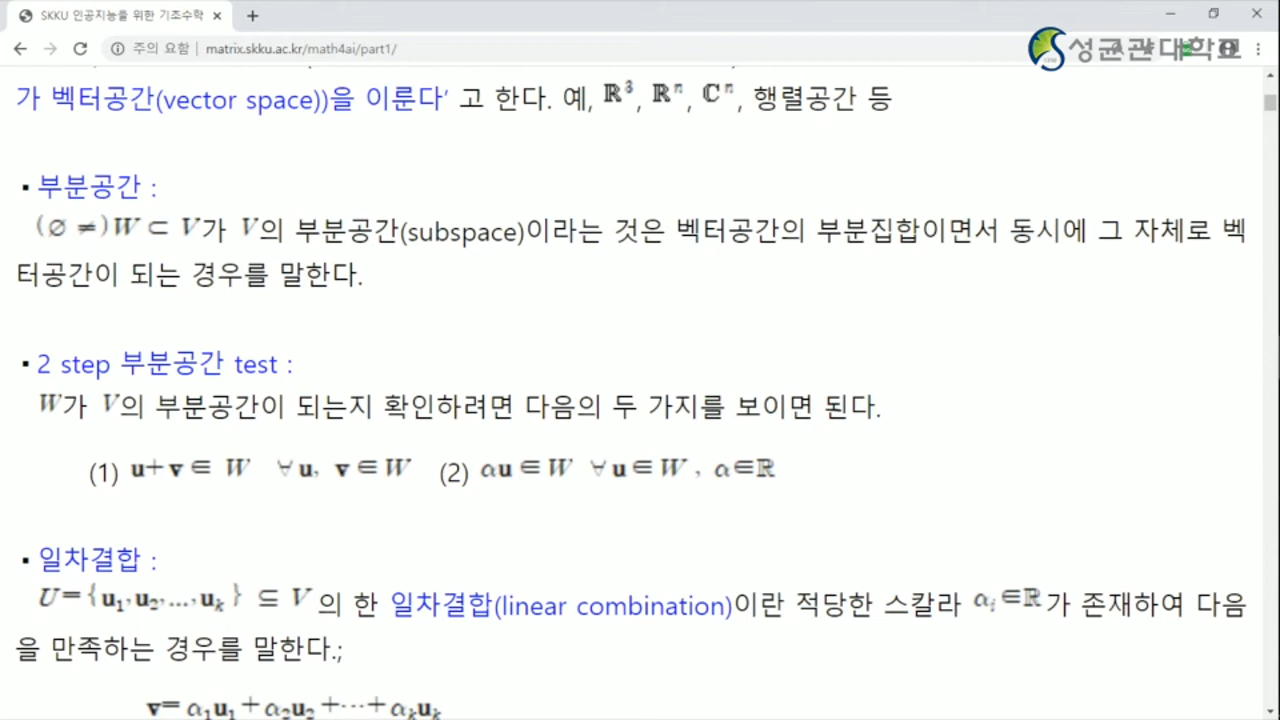 SKKU 인공지능을 위한 기초수학
주의 요함 | matrix.skku.ac.kr/math4ai/part1/
성균관대학교
가 벡터공간(vector space))을 이룬다’ 고 한다. 예, ℝ³, ℝⁿ, ℂⁿ, 행렬공간 등
▪ 부분공간 :
(∅ ≠)W ⊂ V가 V의 부분공간(subspace)이라는 것은 벡터공간의 부분집합이면서 동시에 그 자체로 벡
터공간이 되는 경우를 말한다.
▪ 2 step 부분공간 test :
W가 V의 부분공간이 되는지 확인하려면 다음의 두 가지를 보이면 된다.
(1) u+v ∈ W ∀u, v ∈ W (2) αu ∈ W ∀u ∈ W , α∈ℝ
▪ 일차결합 :
U={u₁,u₂,...,uₖ} ⊆ V 의 한 일차결합(linear combination)이란 적당한 스칼라 αᵢ∈ℝ가 존재하여 다음
을 만족하는 경우를 말한다.;
v= α₁u₁+α₂u₂+⋯+αₖuₖ